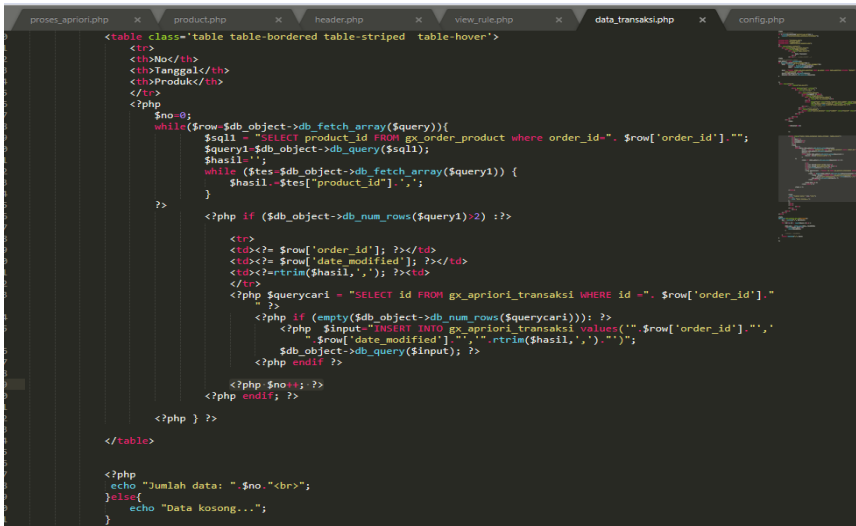 proses_apriori.php × product.php × header.php × view_rule.php × data_transaksi.php × config.php ×
<table class='table table-bordered table-striped  table-hover'>
<tr>
<th>No</th>
<th>Tanggal</th>
<th>Produk</th>
</tr>
<?php
$no=0;
while($row=$db_object->db_fetch_array($query)){
$sql1 = "SELECT product_id FROM gx_order_product where order_id=". $row['order_id']."";
$query1=$db_object->db_query($sql1);
$hasil='';
while ($tes=$db_object->db_fetch_array($query1)) {
$hasil.=$tes["product_id"].',';
}
?>
<?php if ($db_object->db_num_rows($query1)>2) :?>
<tr>
<td><?= $row['order_id']; ?></td>
<td><?= $row['date_modified']; ?></td>
<td><?=rtrim($hasil,','); ?><td>
</tr>
<?php $querycari = "SELECT id FROM gx_apriori_transaksi WHERE id =". $row['order_id']."
" ?>
<?php if (empty($db_object->db_num_rows($querycari))): ?>
<?php  $input="INSERT INTO gx_apriori_transaksi values('".$row['order_id']."','
".$row['date_modified']."','".rtrim($hasil,',')."')";
$db_object->db_query($input); ?>
<?php endif ?>
<?php $no++; ?>
<?php endif; ?>
<?php } ?>
</table>
<?php
echo "Jumlah data: ".$no."<br>";
}else{
echo "Data kosong...";
}